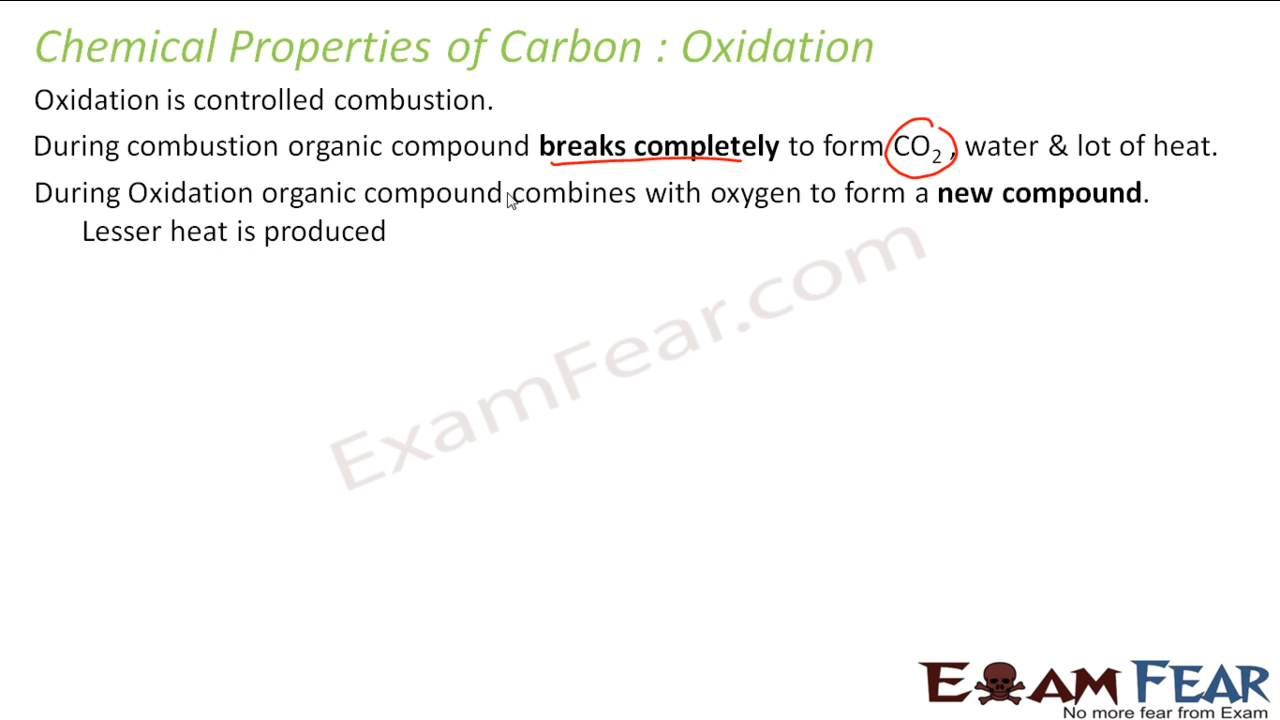 Chemical Properties of Carbon : Oxidation
Oxidation is controlled combustion.
During combustion organic compound breaks completely to form CO₂ , water & lot of heat.
During Oxidation organic compound combines with oxygen to form a new compound.
Lesser heat is produced
ExamFear.com
EXAM FEAR
No more fear from Exam